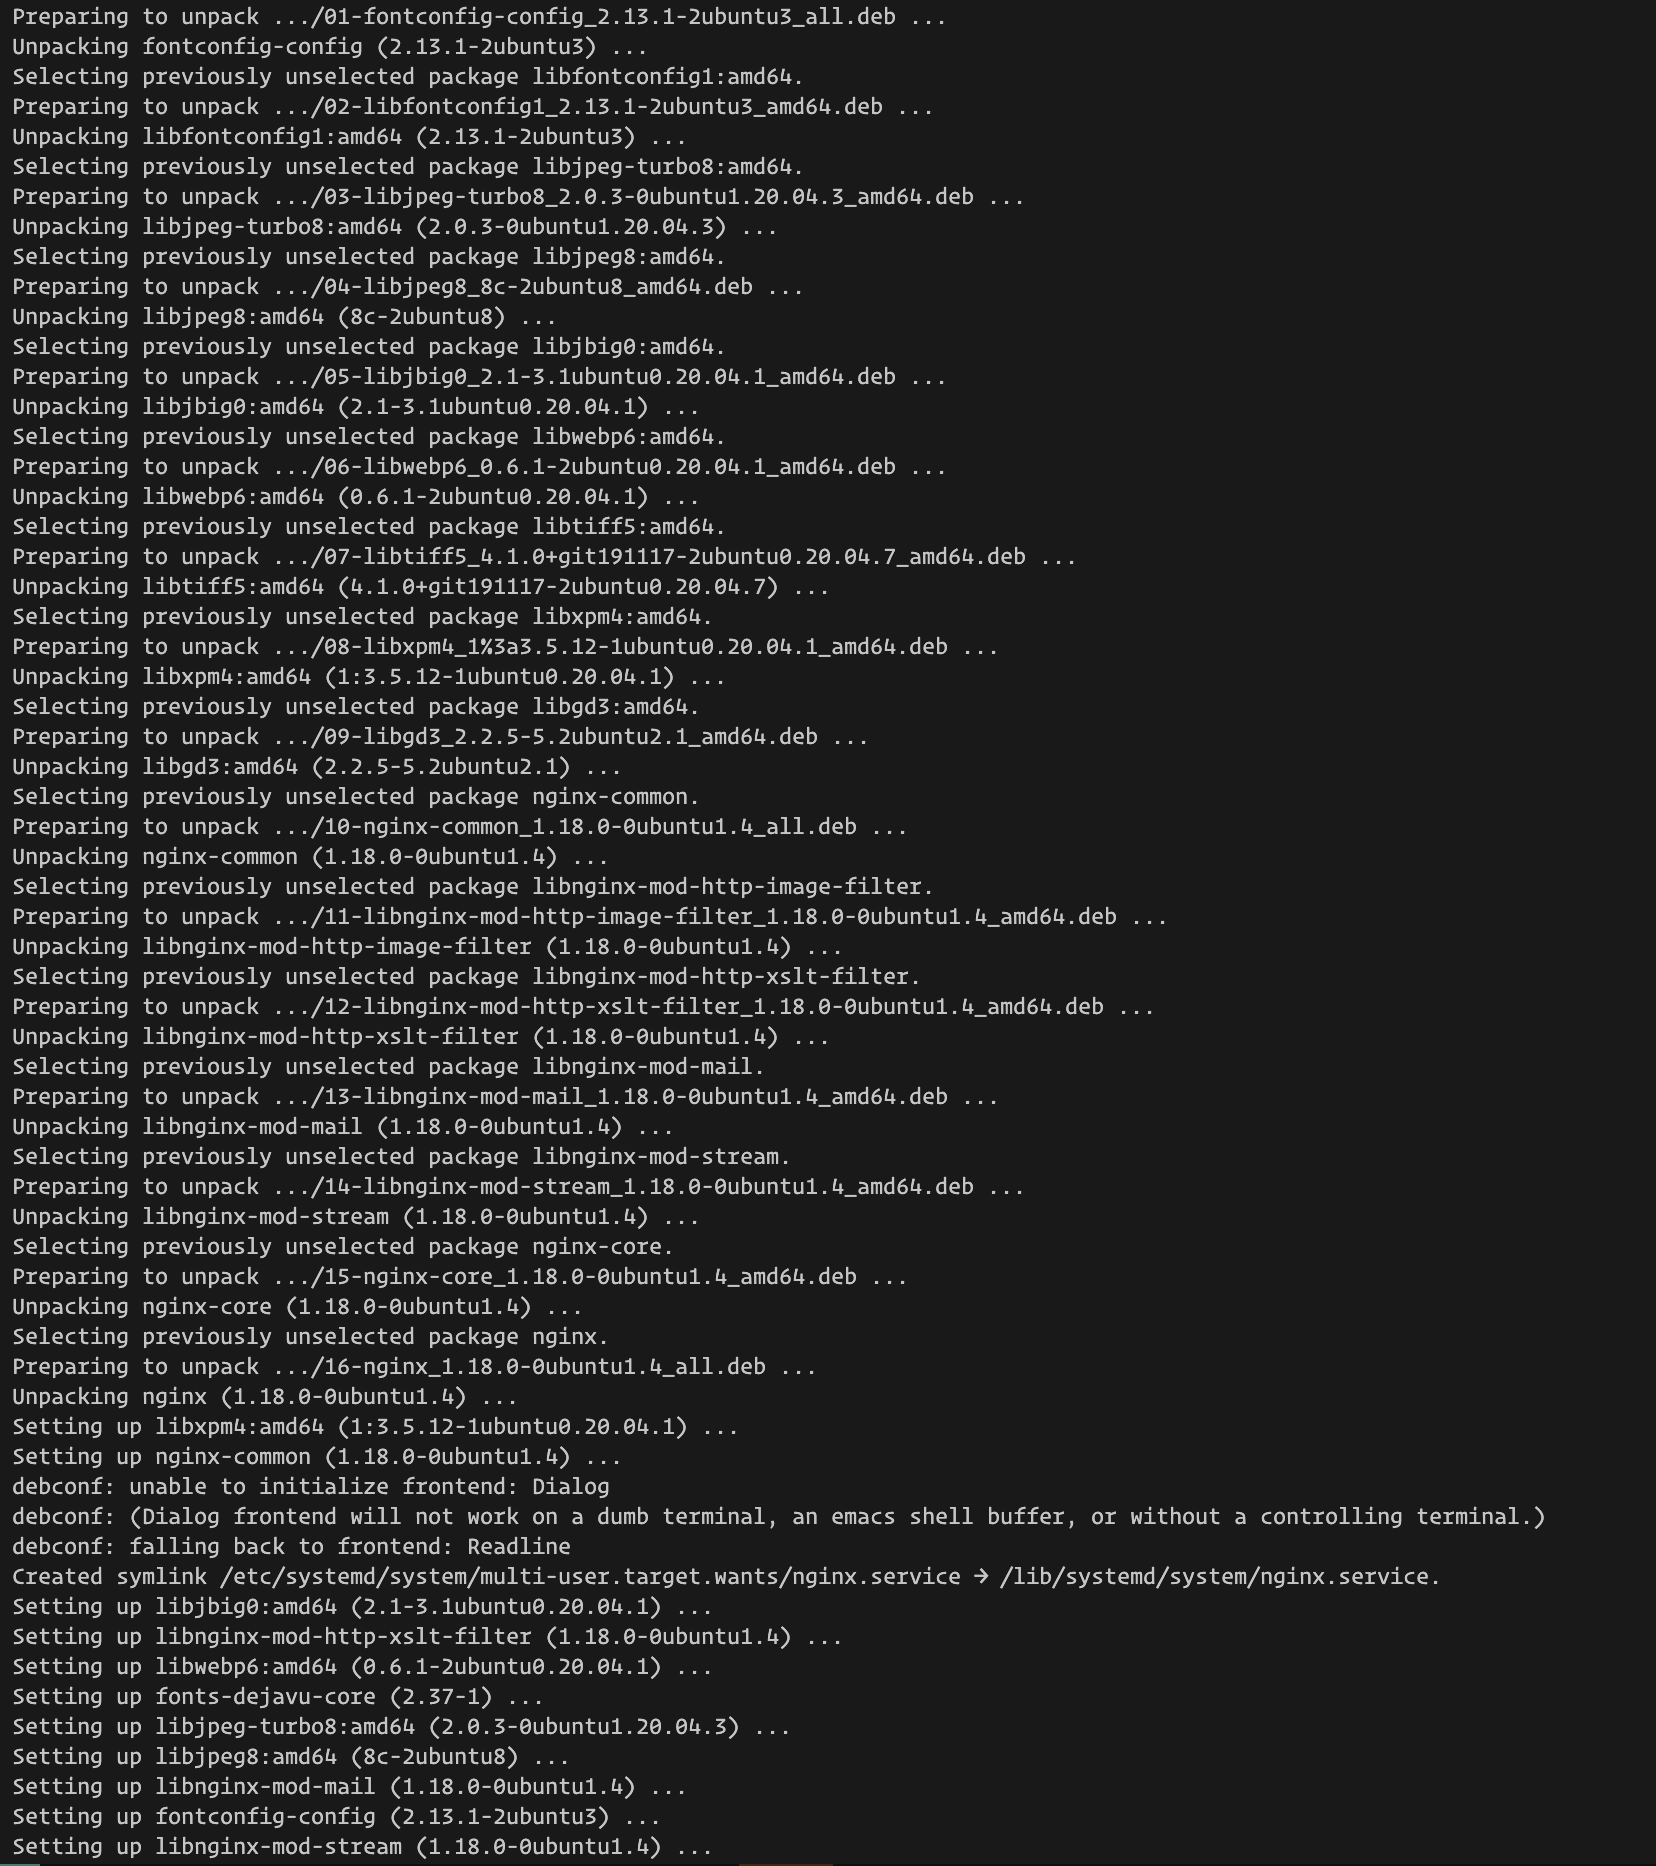 Preparing to unpack .../01-fontconfig-config_2.13.1-2ubuntu3_all.deb ...
Unpacking fontconfig-config (2.13.1-2ubuntu3) ...
Selecting previously unselected package libfontconfig1:amd64.
Preparing to unpack .../02-libfontconfig1_2.13.1-2ubuntu3_amd64.deb ...
Unpacking libfontconfig1:amd64 (2.13.1-2ubuntu3) ...
Selecting previously unselected package libjpeg-turbo8:amd64.
Preparing to unpack .../03-libjpeg-turbo8_2.0.3-0ubuntu1.20.04.3_amd64.deb ...
Unpacking libjpeg-turbo8:amd64 (2.0.3-0ubuntu1.20.04.3) ...
Selecting previously unselected package libjpeg8:amd64.
Preparing to unpack .../04-libjpeg8_8c-2ubuntu8_amd64.deb ...
Unpacking libjpeg8:amd64 (8c-2ubuntu8) ...
Selecting previously unselected package libjbig0:amd64.
Preparing to unpack .../05-libjbig0_2.1-3.1ubuntu0.20.04.1_amd64.deb ...
Unpacking libjbig0:amd64 (2.1-3.1ubuntu0.20.04.1) ...
Selecting previously unselected package libwebp6:amd64.
Preparing to unpack .../06-libwebp6_0.6.1-2ubuntu0.20.04.1_amd64.deb ...
Unpacking libwebp6:amd64 (0.6.1-2ubuntu0.20.04.1) ...
Selecting previously unselected package libtiff5:amd64.
Preparing to unpack .../07-libtiff5_4.1.0+git191117-2ubuntu0.20.04.7_amd64.deb ...
Unpacking libtiff5:amd64 (4.1.0+git191117-2ubuntu0.20.04.7) ...
Selecting previously unselected package libxpm4:amd64.
Preparing to unpack .../08-libxpm4_1%3a3.5.12-1ubuntu0.20.04.1_amd64.deb ...
Unpacking libxpm4:amd64 (1:3.5.12-1ubuntu0.20.04.1) ...
Selecting previously unselected package libgd3:amd64.
Preparing to unpack .../09-libgd3_2.2.5-5.2ubuntu2.1_amd64.deb ...
Unpacking libgd3:amd64 (2.2.5-5.2ubuntu2.1) ...
Selecting previously unselected package nginx-common.
Preparing to unpack .../10-nginx-common_1.18.0-0ubuntu1.4_all.deb ...
Unpacking nginx-common (1.18.0-0ubuntu1.4) ...
Selecting previously unselected package libnginx-mod-http-image-filter.
Preparing to unpack .../11-libnginx-mod-http-image-filter_1.18.0-0ubuntu1.4_amd64.deb ...
Unpacking libnginx-mod-http-image-filter (1.18.0-0ubuntu1.4) ...
Selecting previously unselected package libnginx-mod-http-xslt-filter.
Preparing to unpack .../12-libnginx-mod-http-xslt-filter_1.18.0-0ubuntu1.4_amd64.deb ...
Unpacking libnginx-mod-http-xslt-filter (1.18.0-0ubuntu1.4) ...
Selecting previously unselected package libnginx-mod-mail.
Preparing to unpack .../13-libnginx-mod-mail_1.18.0-0ubuntu1.4_amd64.deb ...
Unpacking libnginx-mod-mail (1.18.0-0ubuntu1.4) ...
Selecting previously unselected package libnginx-mod-stream.
Preparing to unpack .../14-libnginx-mod-stream_1.18.0-0ubuntu1.4_amd64.deb ...
Unpacking libnginx-mod-stream (1.18.0-0ubuntu1.4) ...
Selecting previously unselected package nginx-core.
Preparing to unpack .../15-nginx-core_1.18.0-0ubuntu1.4_amd64.deb ...
Unpacking nginx-core (1.18.0-0ubuntu1.4) ...
Selecting previously unselected package nginx.
Preparing to unpack .../16-nginx_1.18.0-0ubuntu1.4_all.deb ...
Unpacking nginx (1.18.0-0ubuntu1.4) ...
Setting up libxpm4:amd64 (1:3.5.12-1ubuntu0.20.04.1) ...
Setting up nginx-common (1.18.0-0ubuntu1.4) ...
debconf: unable to initialize frontend: Dialog
debconf: (Dialog frontend will not work on a dumb terminal, an emacs shell buffer, or without a controlling terminal.)
debconf: falling back to frontend: Readline
Created symlink /etc/systemd/system/multi-user.target.wants/nginx.service → /lib/systemd/system/nginx.service.
Setting up libjbig0:amd64 (2.1-3.1ubuntu0.20.04.1) ...
Setting up libnginx-mod-http-xslt-filter (1.18.0-0ubuntu1.4) ...
Setting up libwebp6:amd64 (0.6.1-2ubuntu0.20.04.1) ...
Setting up fonts-dejavu-core (2.37-1) ...
Setting up libjpeg-turbo8:amd64 (2.0.3-0ubuntu1.20.04.3) ...
Setting up libjpeg8:amd64 (8c-2ubuntu8) ...
Setting up libnginx-mod-mail (1.18.0-0ubuntu1.4) ...
Setting up fontconfig-config (2.13.1-2ubuntu3) ...
Setting up libnginx-mod-stream (1.18.0-0ubuntu1.4) ...